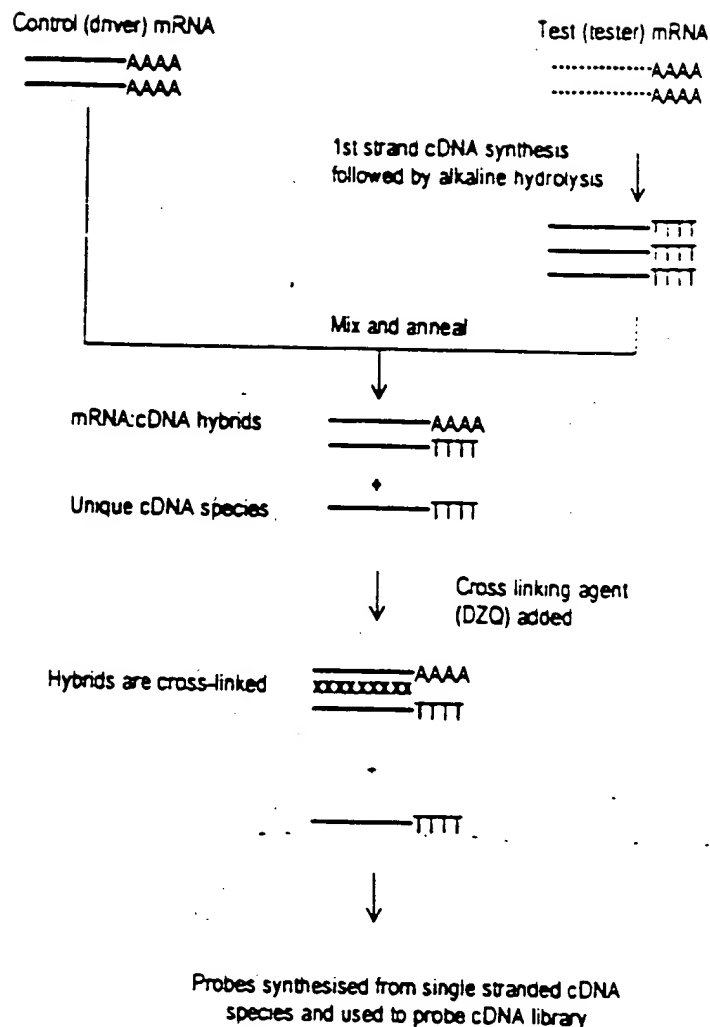 Control (driver) mRNA
AAAA
AAAA
Test (tester) mRNA
AAAA
AAAA
1st strand cDNA synthesis
followed by alkaline hydrolysis
TTTT
TTTT
TTTT
Mix and anneal
mRNA:cDNA hybrids
AAAA
TTTT
+
Unique cDNA species
TTTT
Cross linking agent
(DZQ) added
Hybrids are cross-linked
AAAA
XXXXXXXXX
TTTT
TTTT
Probes synthesised from single stranded cDNA
species and used to probe cDNA library